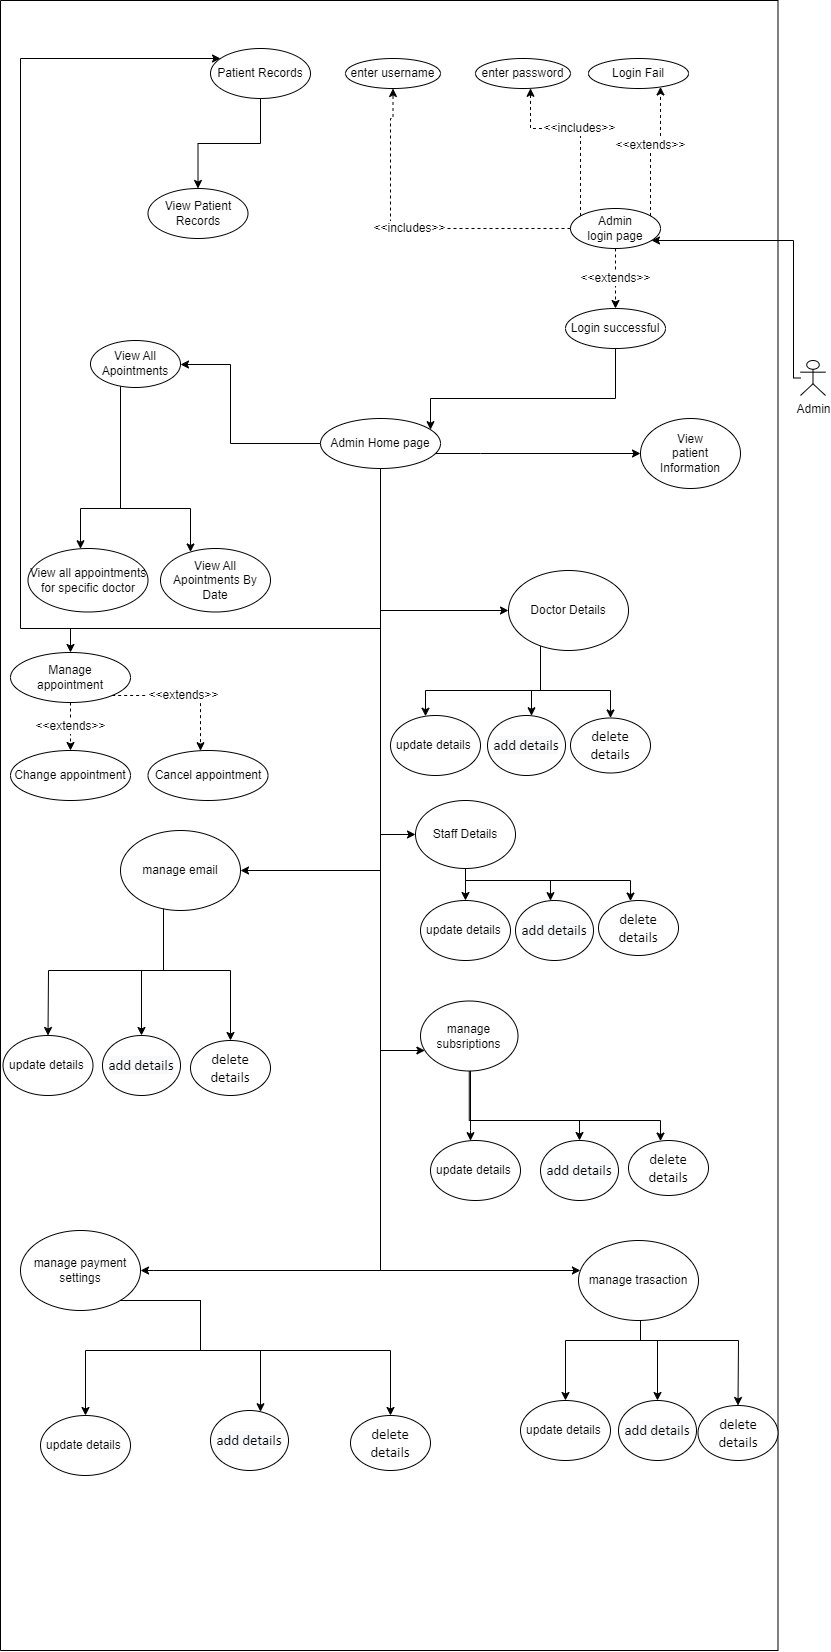 Patient Records
enter username
enter password
Login Fail
<<includes>>
<<extends>>
View Patient
Records
Admin
login page
<<includes>>
<<extends>>
Login successful
View All
Apointments
Admin
Admin Home page
View
patient
Information
View all appointments
for specific doctor
View All
Apointments By
Date
Doctor Details
Manage
appointment
<<extends>>
<<extends>>
update details
add details
delete
details
Change appointment
Cancel appointment
Staff Details
manage email
update details
add details
delete
details
manage
subsriptions
update details
add details
delete
details
update details
add details
delete
details
manage payment
settings
manage trasaction
update details
add details
delete
details
update details
add details
delete
details